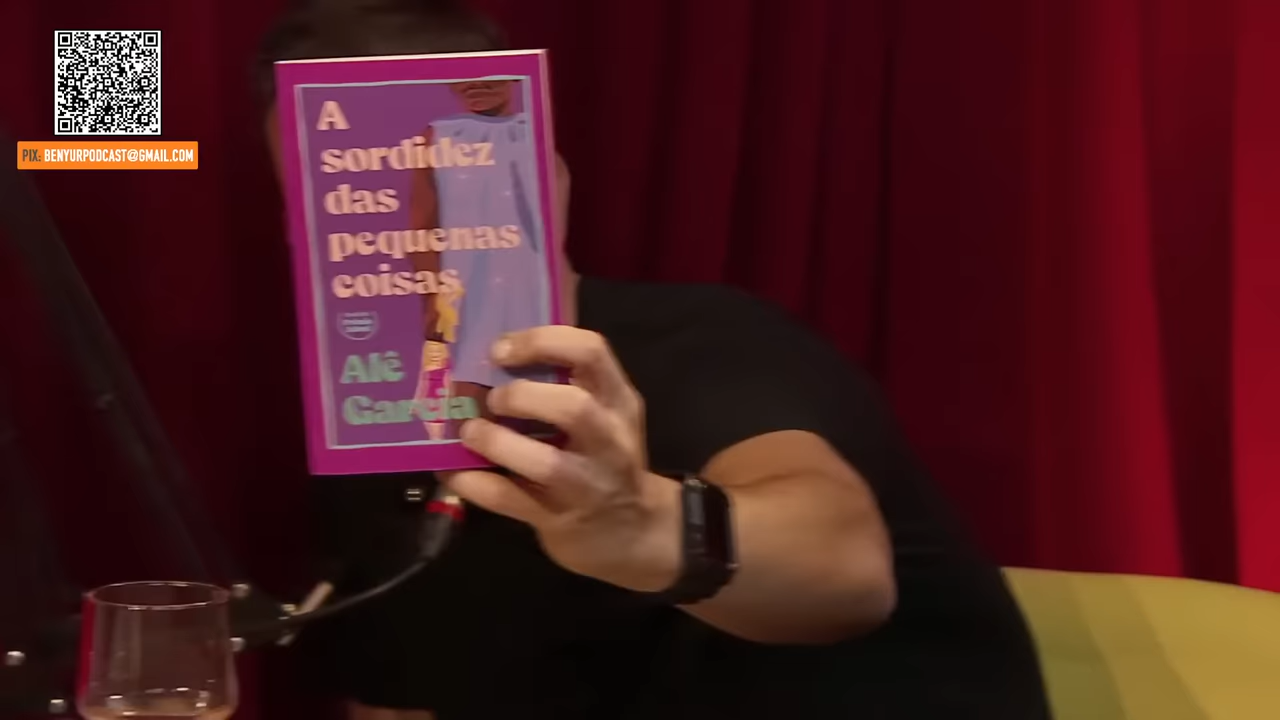 PIX: BENYURPODCAST@GMAIL.COM
A
sordidez
das
pequenas
coisas
Alê
Garcia